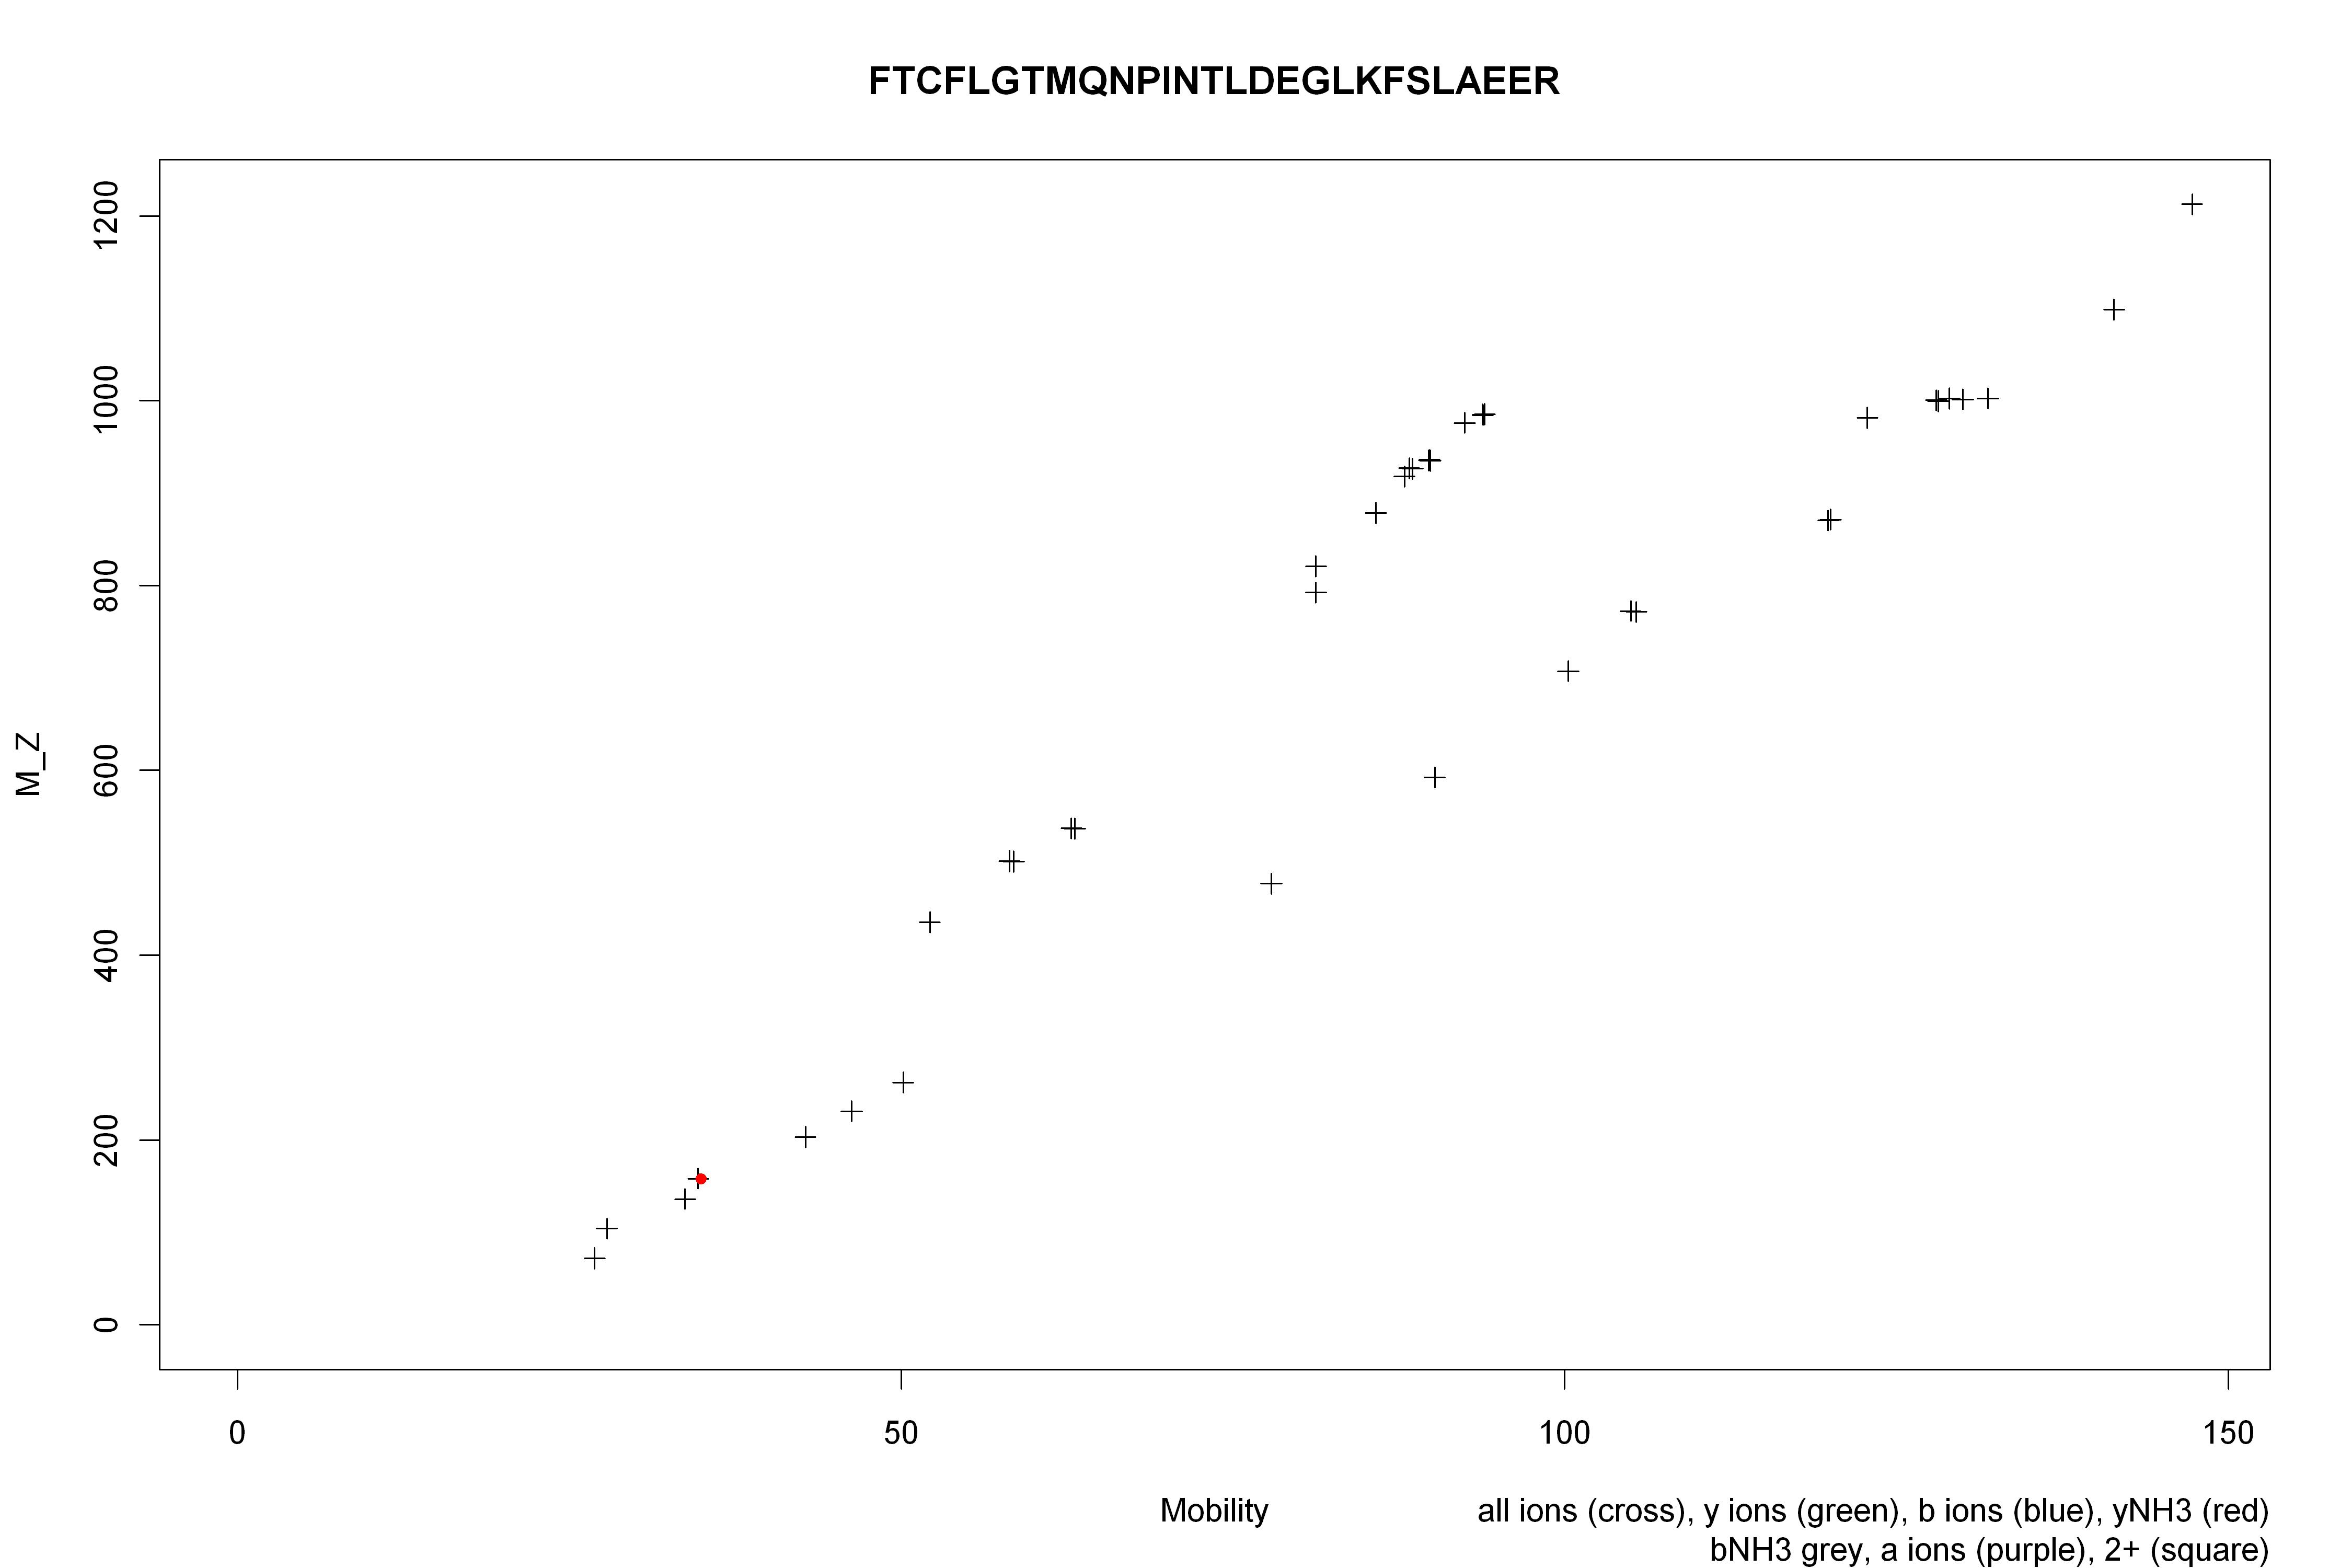 FTCFLGTMQNPINTLDEGLKFSLAEER
1200
1000
800
600
400
200
0
M_Z
0 50 100 150
Mobility
all ions (cross), y ions (green), b ions (blue), yNH3 (red)
bNH3 grey, a ions (purple), 2+ (square)